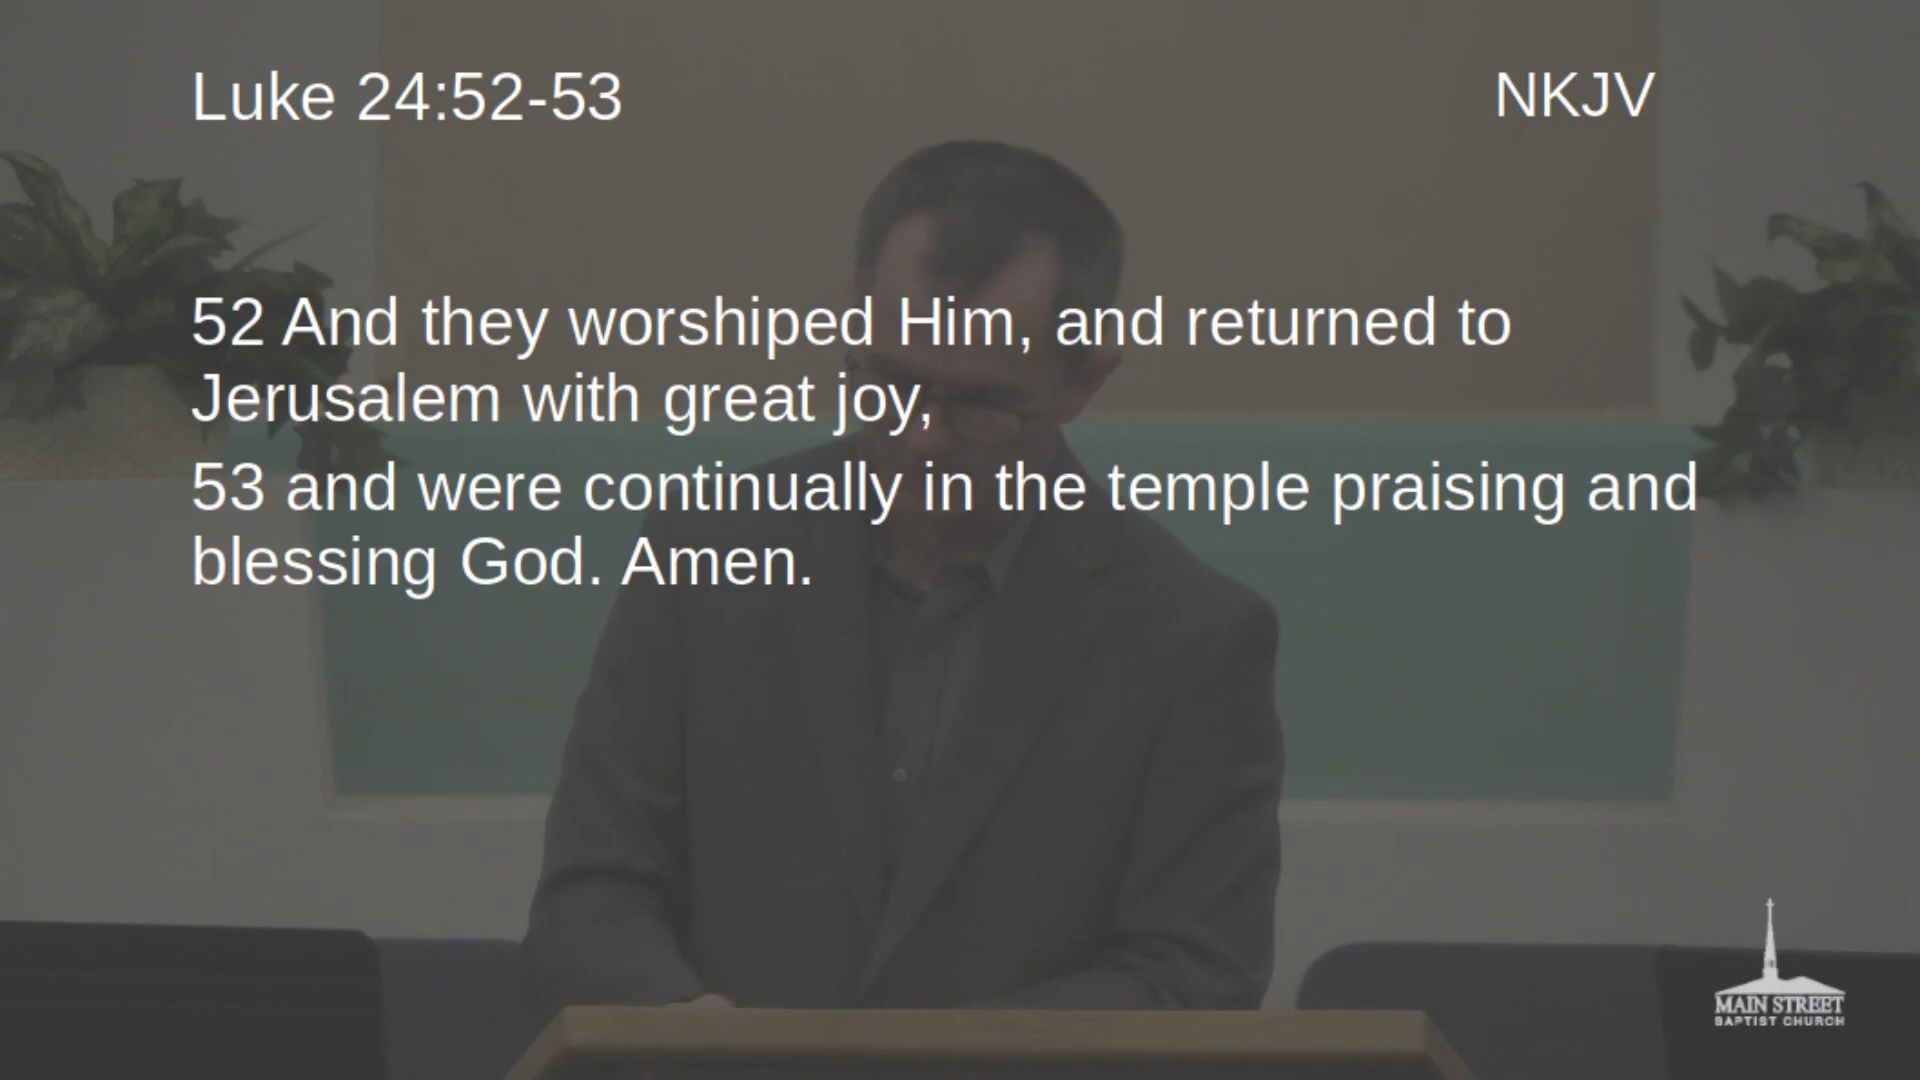 Luke 24:52-53 NKJV
52 And they worshiped Him, and returned to
Jerusalem with great joy,
53 and were continually in the temple praising and
blessing God. Amen.
MAIN STREET
BAPTIST CHURCH